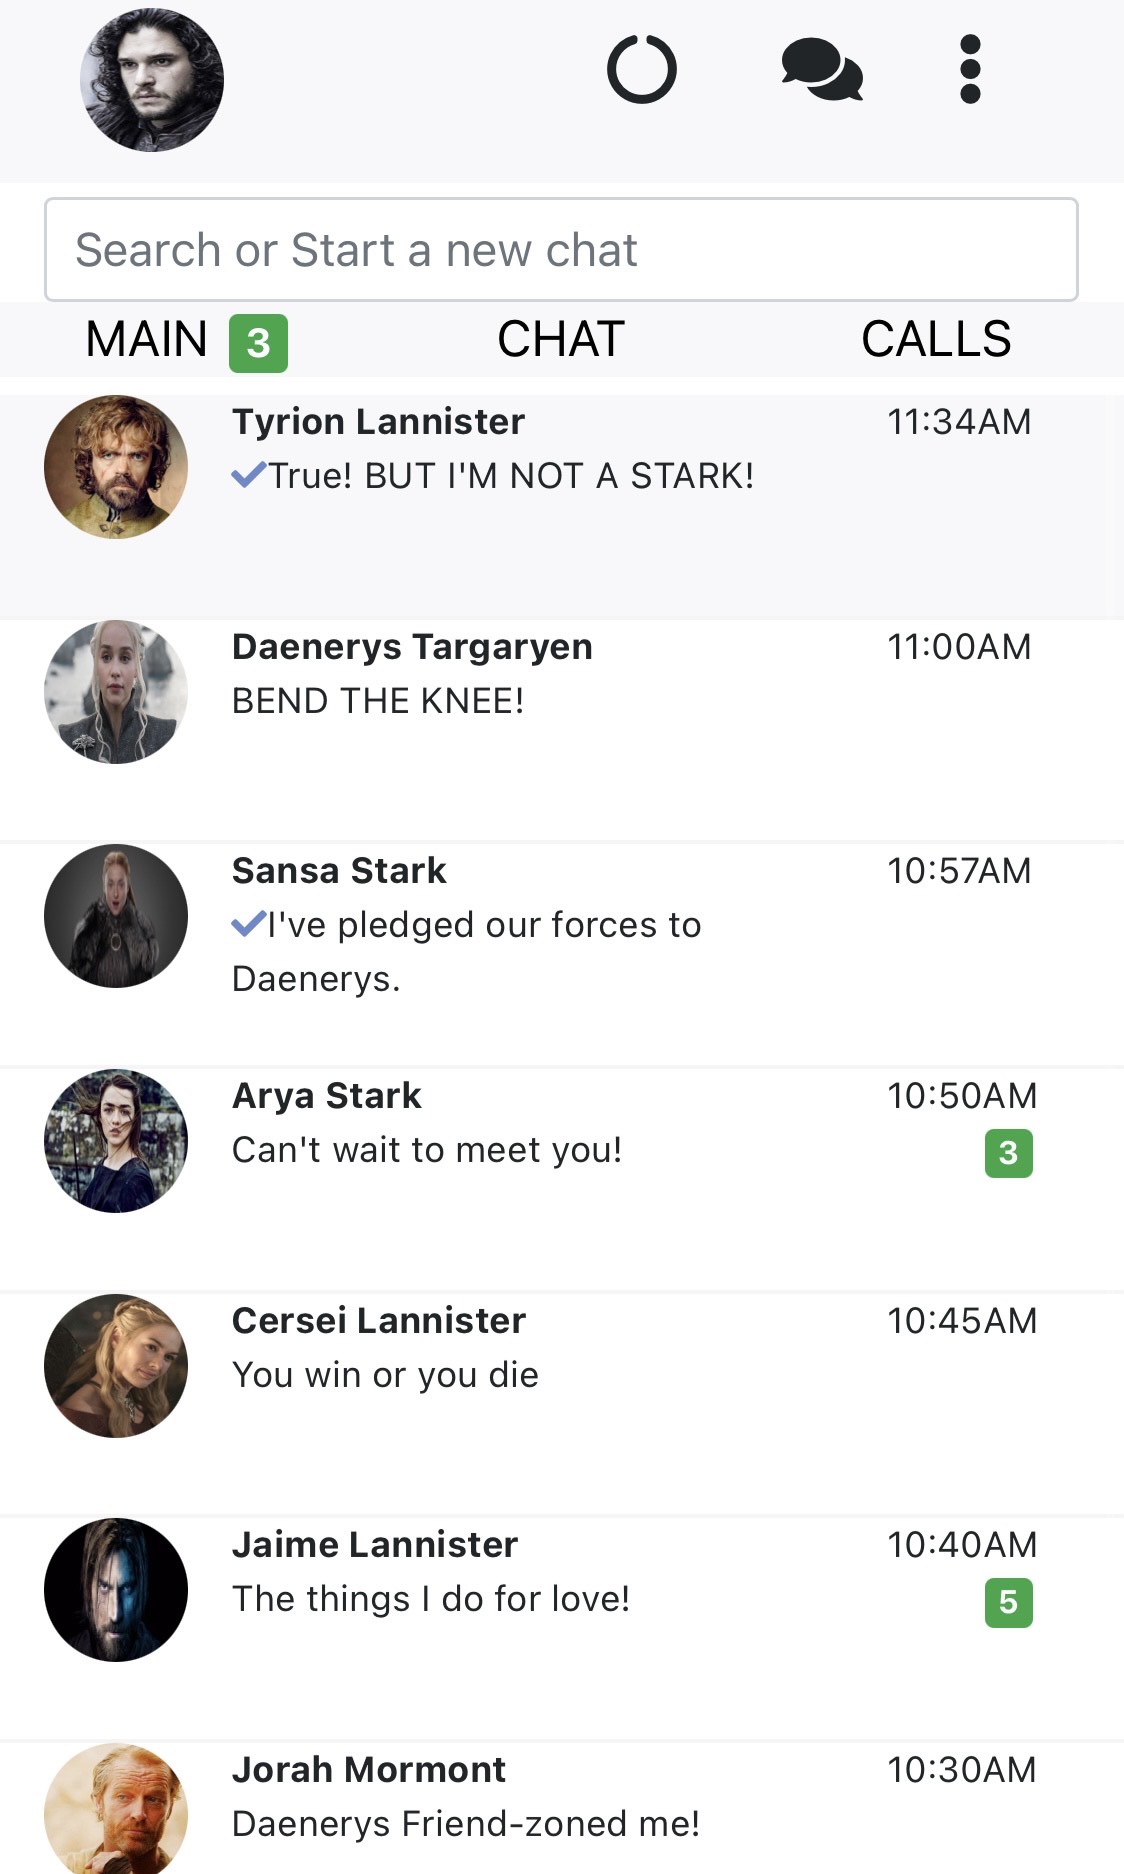 Search or Start a new chat
MAIN 3 CHAT CALLS
Tyrion Lannister 11:34AM
True! BUT I'M NOT A STARK!
Daenerys Targaryen 11:00AM
BEND THE KNEE!
Sansa Stark 10:57AM
I've pledged our forces to
Daenerys.
Arya Stark 10:50AM
Can't wait to meet you! 3
Cersei Lannister 10:45AM
You win or you die
Jaime Lannister 10:40AM
The things I do for love! 5
Jorah Mormont 10:30AM
Daenerys Friend-zoned me!